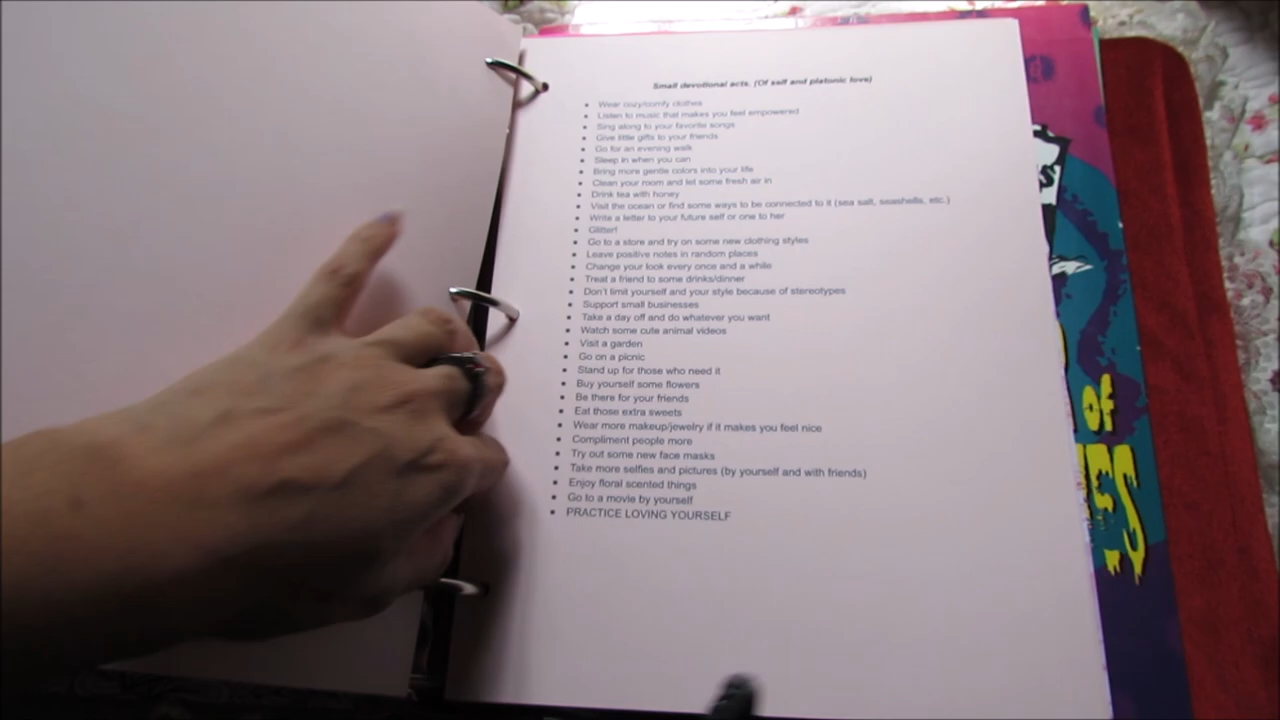 Small devotional acts. (Of self and platonic love)
Wear cozy/comfy clothes
Listen to music that makes you feel empowered
Sing along to your favorite songs
Give little gifts to your friends
Go for an evening walk
Sleep in when you can
Bring more gentle colors into your life
Clean your room and let some fresh air in
Drink tea with honey
Visit the ocean or find some ways to be connected to it (sea salt, seashells, etc.)
Write a letter to your future self or one to her
Glitter!
Go to a store and try on some new clothing styles
Leave positive notes in random places
Change your look every once and a while
Treat a friend to some drinks/dinner
Don't limit yourself and your style because of stereotypes
Support small businesses
Take a day off and do whatever you want
Watch some cute animal videos
Visit a garden
Go on a picnic
Stand up for those who need it
Buy yourself some flowers
Be there for your friends
Eat those extra sweets
Wear more makeup/jewelry if it makes you feel nice
Compliment people more
Try out some new face masks
Take more selfies and pictures (by yourself and with friends)
Enjoy floral scented things
Go to a movie by yourself
PRACTICE LOVING YOURSELF
OF